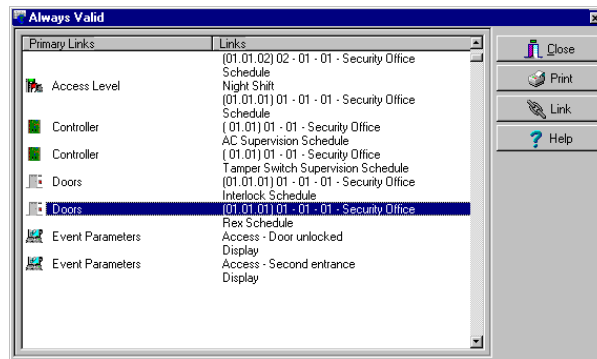 Always Valid
Primary Links Links
(01.01.02) 02 - 01 - 01 - Security Office
Schedule
Access Level Night Shift
(01.01.01) 01 - 01 - 01 - Security Office
Schedule
Controller ( 01.01) 01 - 01 - Security Office
AC Supervision Schedule
Controller ( 01.01) 01 - 01 - Security Office
Tamper Switch Supervision Schedule
Doors (01.01.01) 01 - 01 - 01 - Security Office
Interlock Schedule
Doors (01.01.01) 01 - 01 - 01 - Security Office
Rex Schedule
Event Parameters Access - Door unlocked
Display
Event Parameters Access - Second entrance
Display
Close
Print
Link
Help